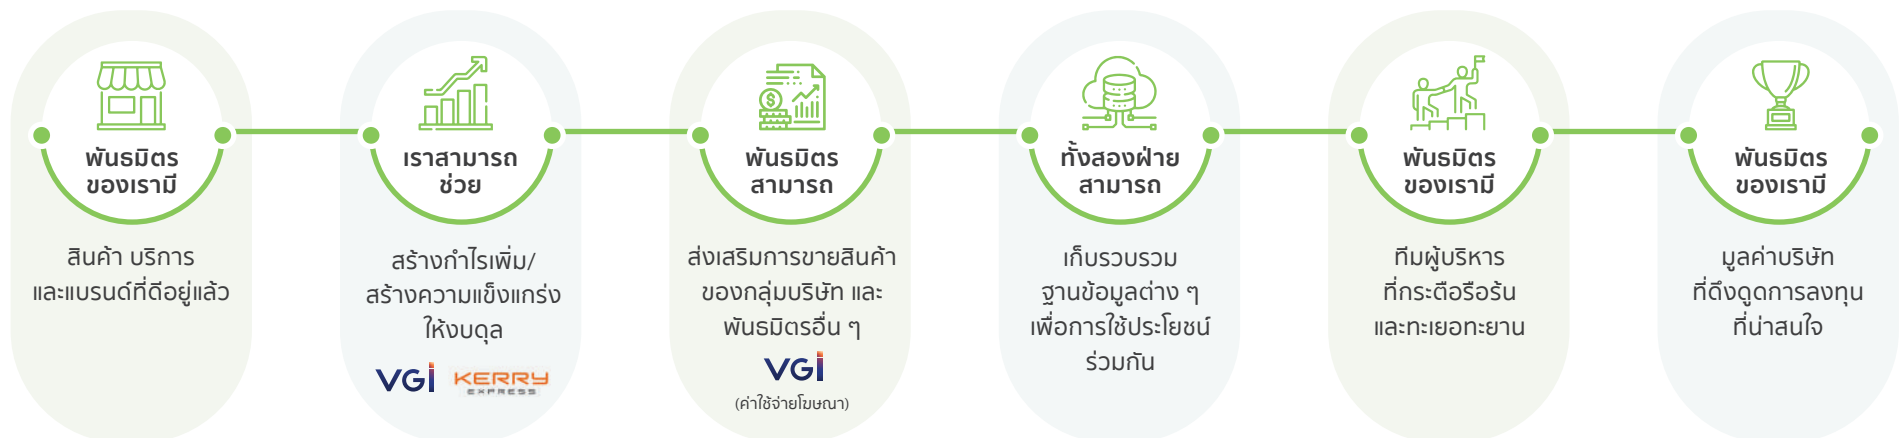 พันธมิตร
ของเรามี
สินค้า บริการ
และแบรนด์ที่ดีอยู่แล้ว
เราสามารถ
ช่วย
สร้างกำไรเพิ่ม/
สร้างความแข็งแกร่ง
ให้งบดุล
VGI KERRY
EXPRESS
พันธมิตร
สามารถ
ส่งเสริมการขายสินค้า
ของกลุ่มบริษัท และ
พันธมิตรอื่น ๆ
VGI
(ค่าใช้จ่ายโฆษณา)
ทั้งสองฝ่าย
สามารถ
เก็บรวบรวม
ฐานข้อมูลต่าง ๆ
เพื่อการใช้ประโยชน์
ร่วมกัน
พันธมิตร
ของเรามี
ทีมผู้บริหาร
ที่กระตือรือร้น
และทะเยอทะยาน
พันธมิตร
ของเรามี
มูลค่าบริษัท
ที่ดึงดูดการลงทุน
ที่น่าสนใจ